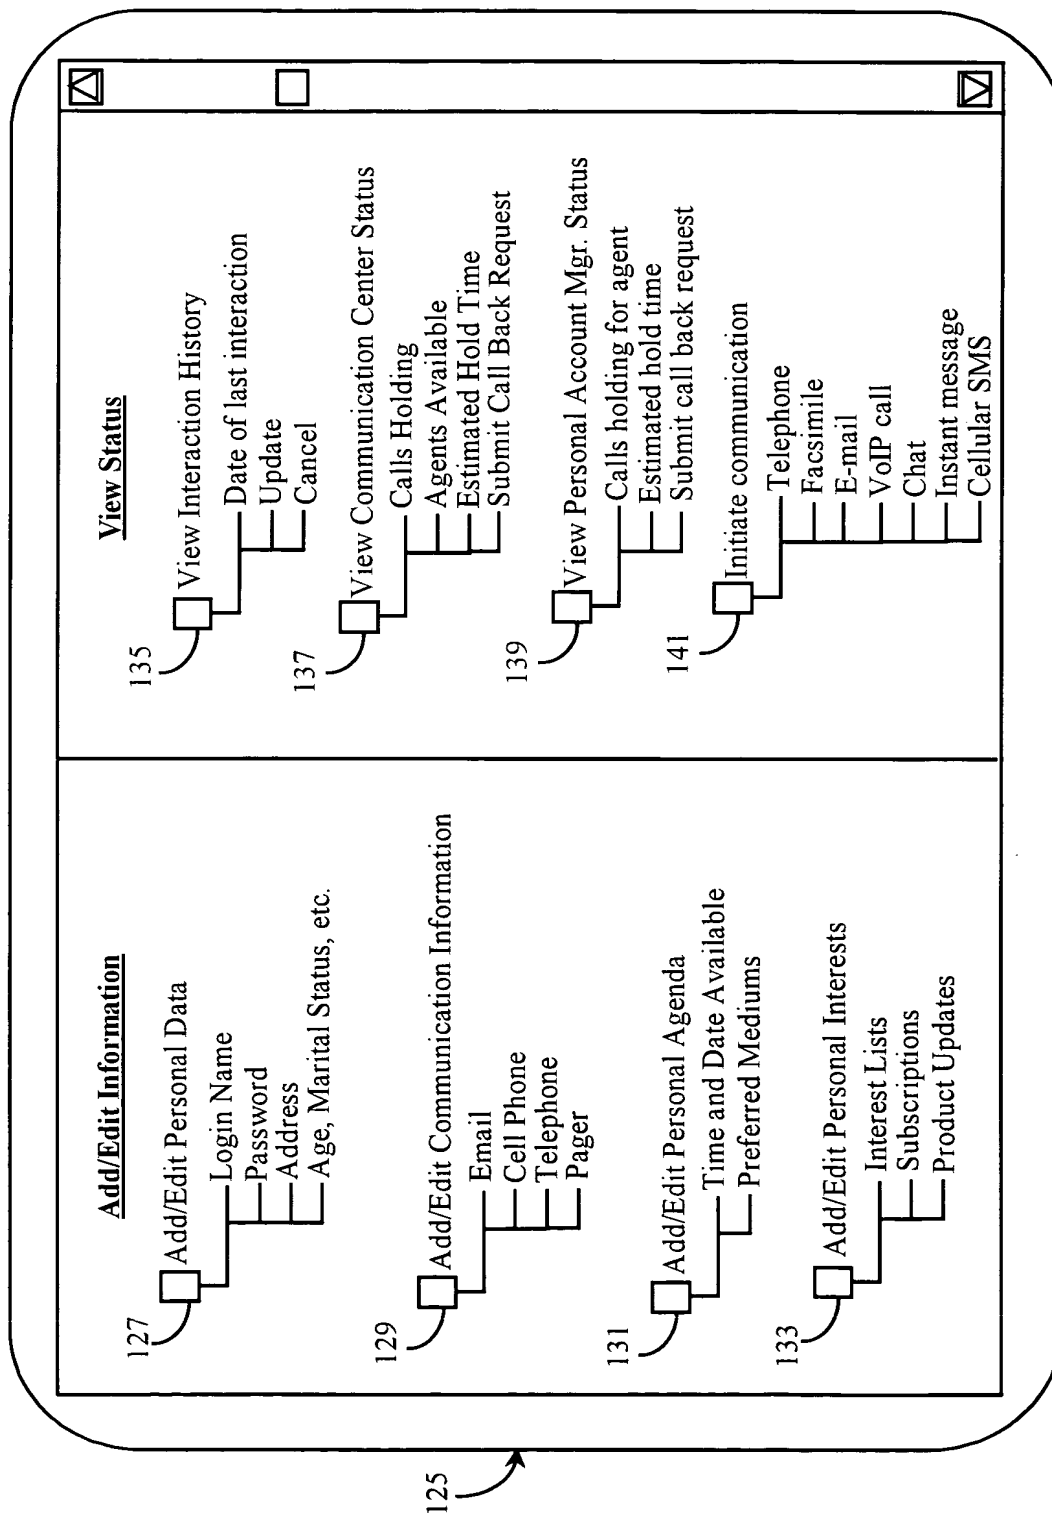 Add/Edit Information
127
Add/Edit Personal Data
Login Name
Password
Address
Age, Marital Status, etc.
129
Add/Edit Communication Information
Email
Cell Phone
Telephone
Pager
131
Add/Edit Personal Agenda
Time and Date Available
Preferred Mediums
133
Add/Edit Personal Interests
Interest Lists
Subscriptions
Product Updates
View Status
135
View Interaction History
Date of last interaction
Update
Cancel
137
View Communication Center Status
Calls Holding
Agents Available
Estimated Hold Time
Submit Call Back Request
139
View Personal Account Mgr. Status
Calls holding for agent
Estimated hold time
Submit call back request
141
Initiate communication
Telephone
Facsimile
E-mail
VoIP call
Chat
Instant message
Cellular SMS
125